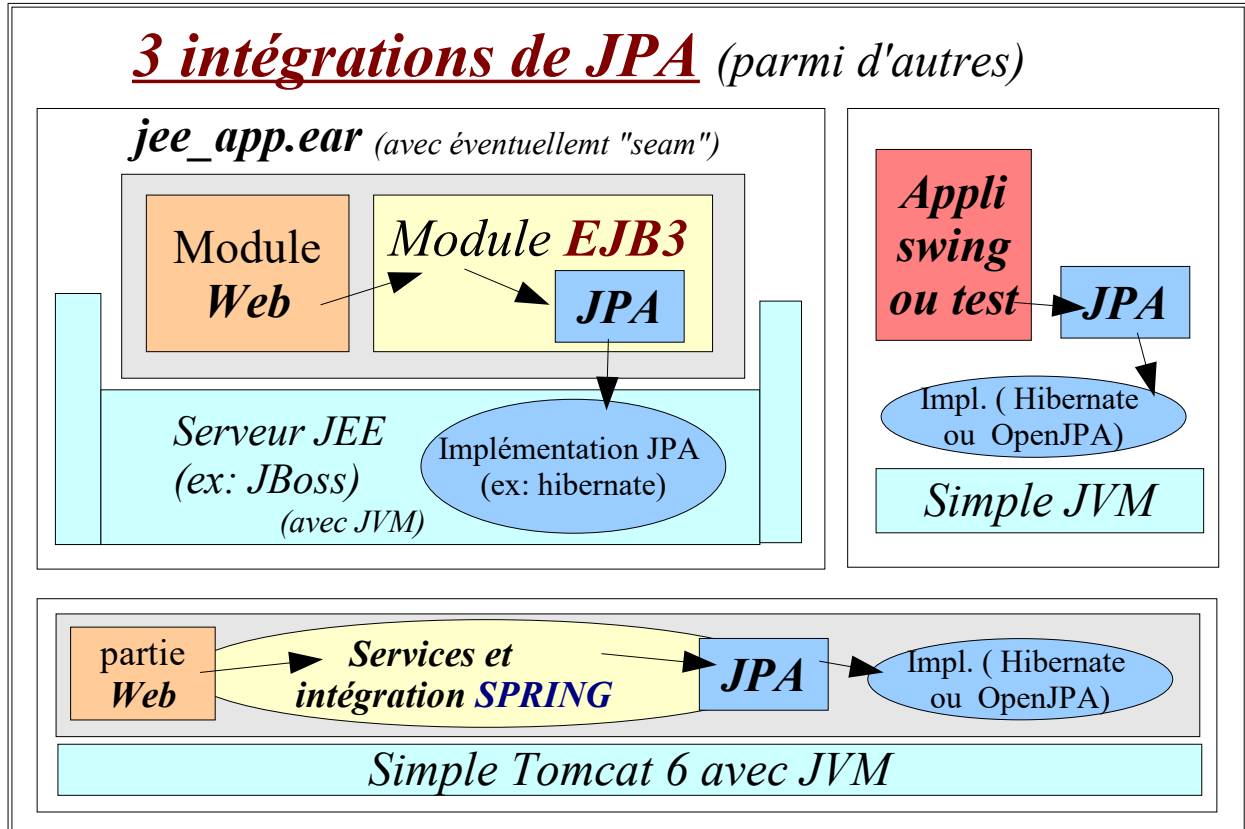 3 intégrations de JPA (parmi d'autres)
jee_app.ear (avec éventuellemt "seam")
Module
Web
Module EJB3
JPA
Serveur JEE
(ex: JBoss)
(avec JVM)
Implémentation JPA
(ex: hibernate)
Appli
swing
ou test
JPA
Impl. ( Hibernate
ou OpenJPA)
Simple JVM
partie
Web
Services et
intégration SPRING
JPA
Impl. ( Hibernate
ou OpenJPA)
Simple Tomcat 6 avec JVM